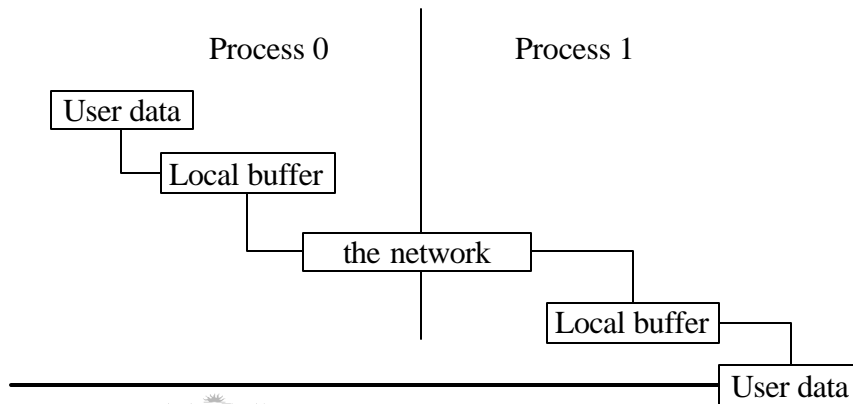 Process 0
Process 1
User data
Local buffer
the network
Local buffer
User data